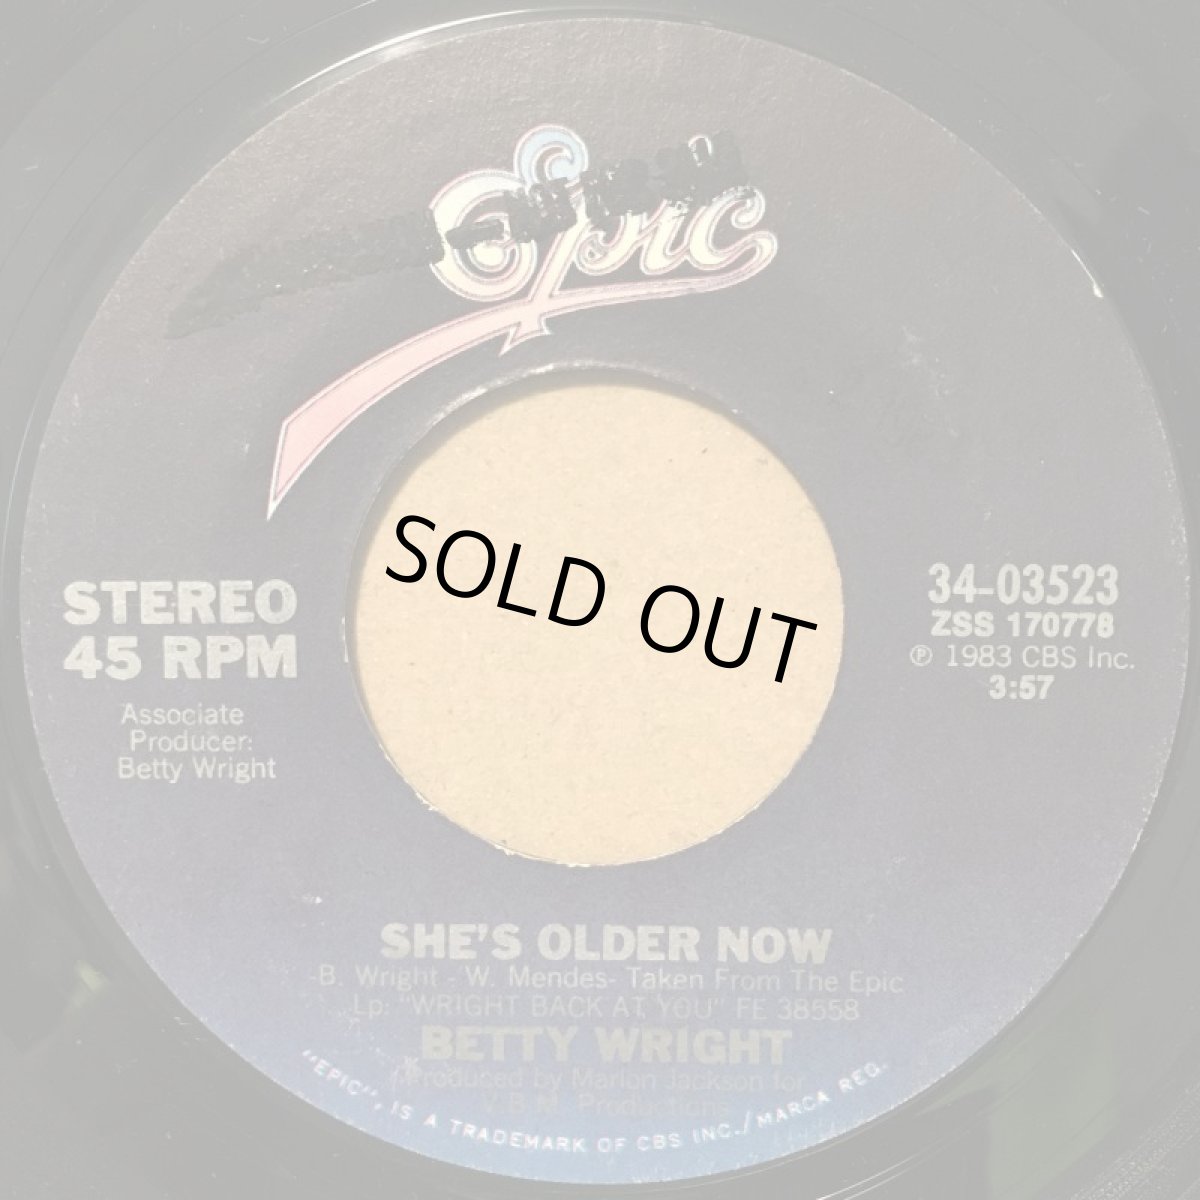 Epic
STEREO
45 RPM
Associate
Producer:
Betty Wright
34-03523
ZSS 170778
℗ 1983 CBS Inc.
3:57
SOLD OUT
SHE'S OLDER NOW
-B. Wright - W. Mendes- Taken From The Epic
Lp: "WRIGHT BACK AT YOU" FE 38558
BETTY WRIGHT
Produced by Marlon Jackson for
V.B.M. Productions
"EPIC", IS A TRADEMARK OF CBS INC./MARCA REG.